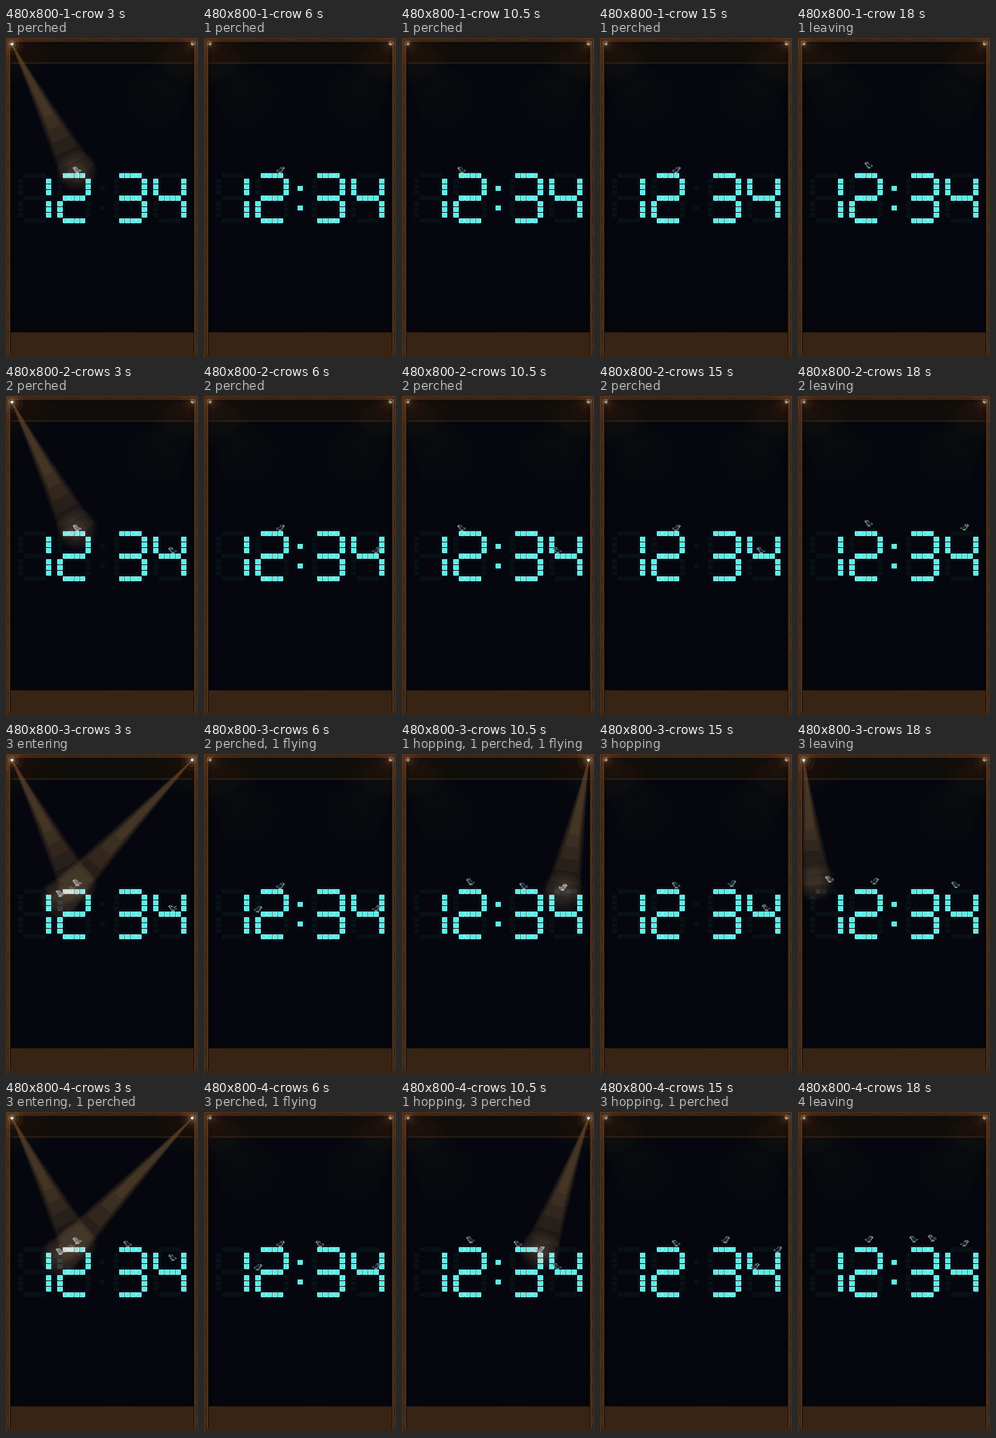 480x800-1-crow 3 s
1 perched
480x800-1-crow 6 s
1 perched
480x800-1-crow 10.5 s
1 perched
480x800-1-crow 15 s
1 perched
480x800-1-crow 18 s
1 leaving
12 34
12:34
12:34
12 34
12:34
480x800-2-crows 3 s
2 perched
480x800-2-crows 6 s
2 perched
480x800-2-crows 10.5 s
2 perched
480x800-2-crows 15 s
2 perched
480x800-2-crows 18 s
2 leaving
12 34
12:34
12:34
12 34
12:34
480x800-3-crows 3 s
3 entering
480x800-3-crows 6 s
2 perched, 1 flying
480x800-3-crows 10.5 s
1 hopping, 1 perched, 1 flying
480x800-3-crows 15 s
3 hopping
480x800-3-crows 18 s
3 leaving
12 34
12:34
12:34
12 34
12:34
480x800-4-crows 3 s
3 entering, 1 perched
480x800-4-crows 6 s
3 perched, 1 flying
480x800-4-crows 10.5 s
1 hopping, 3 perched
480x800-4-crows 15 s
3 hopping, 1 perched
480x800-4-crows 18 s
4 leaving
12 34
12:34
12:34
12 34
12:34